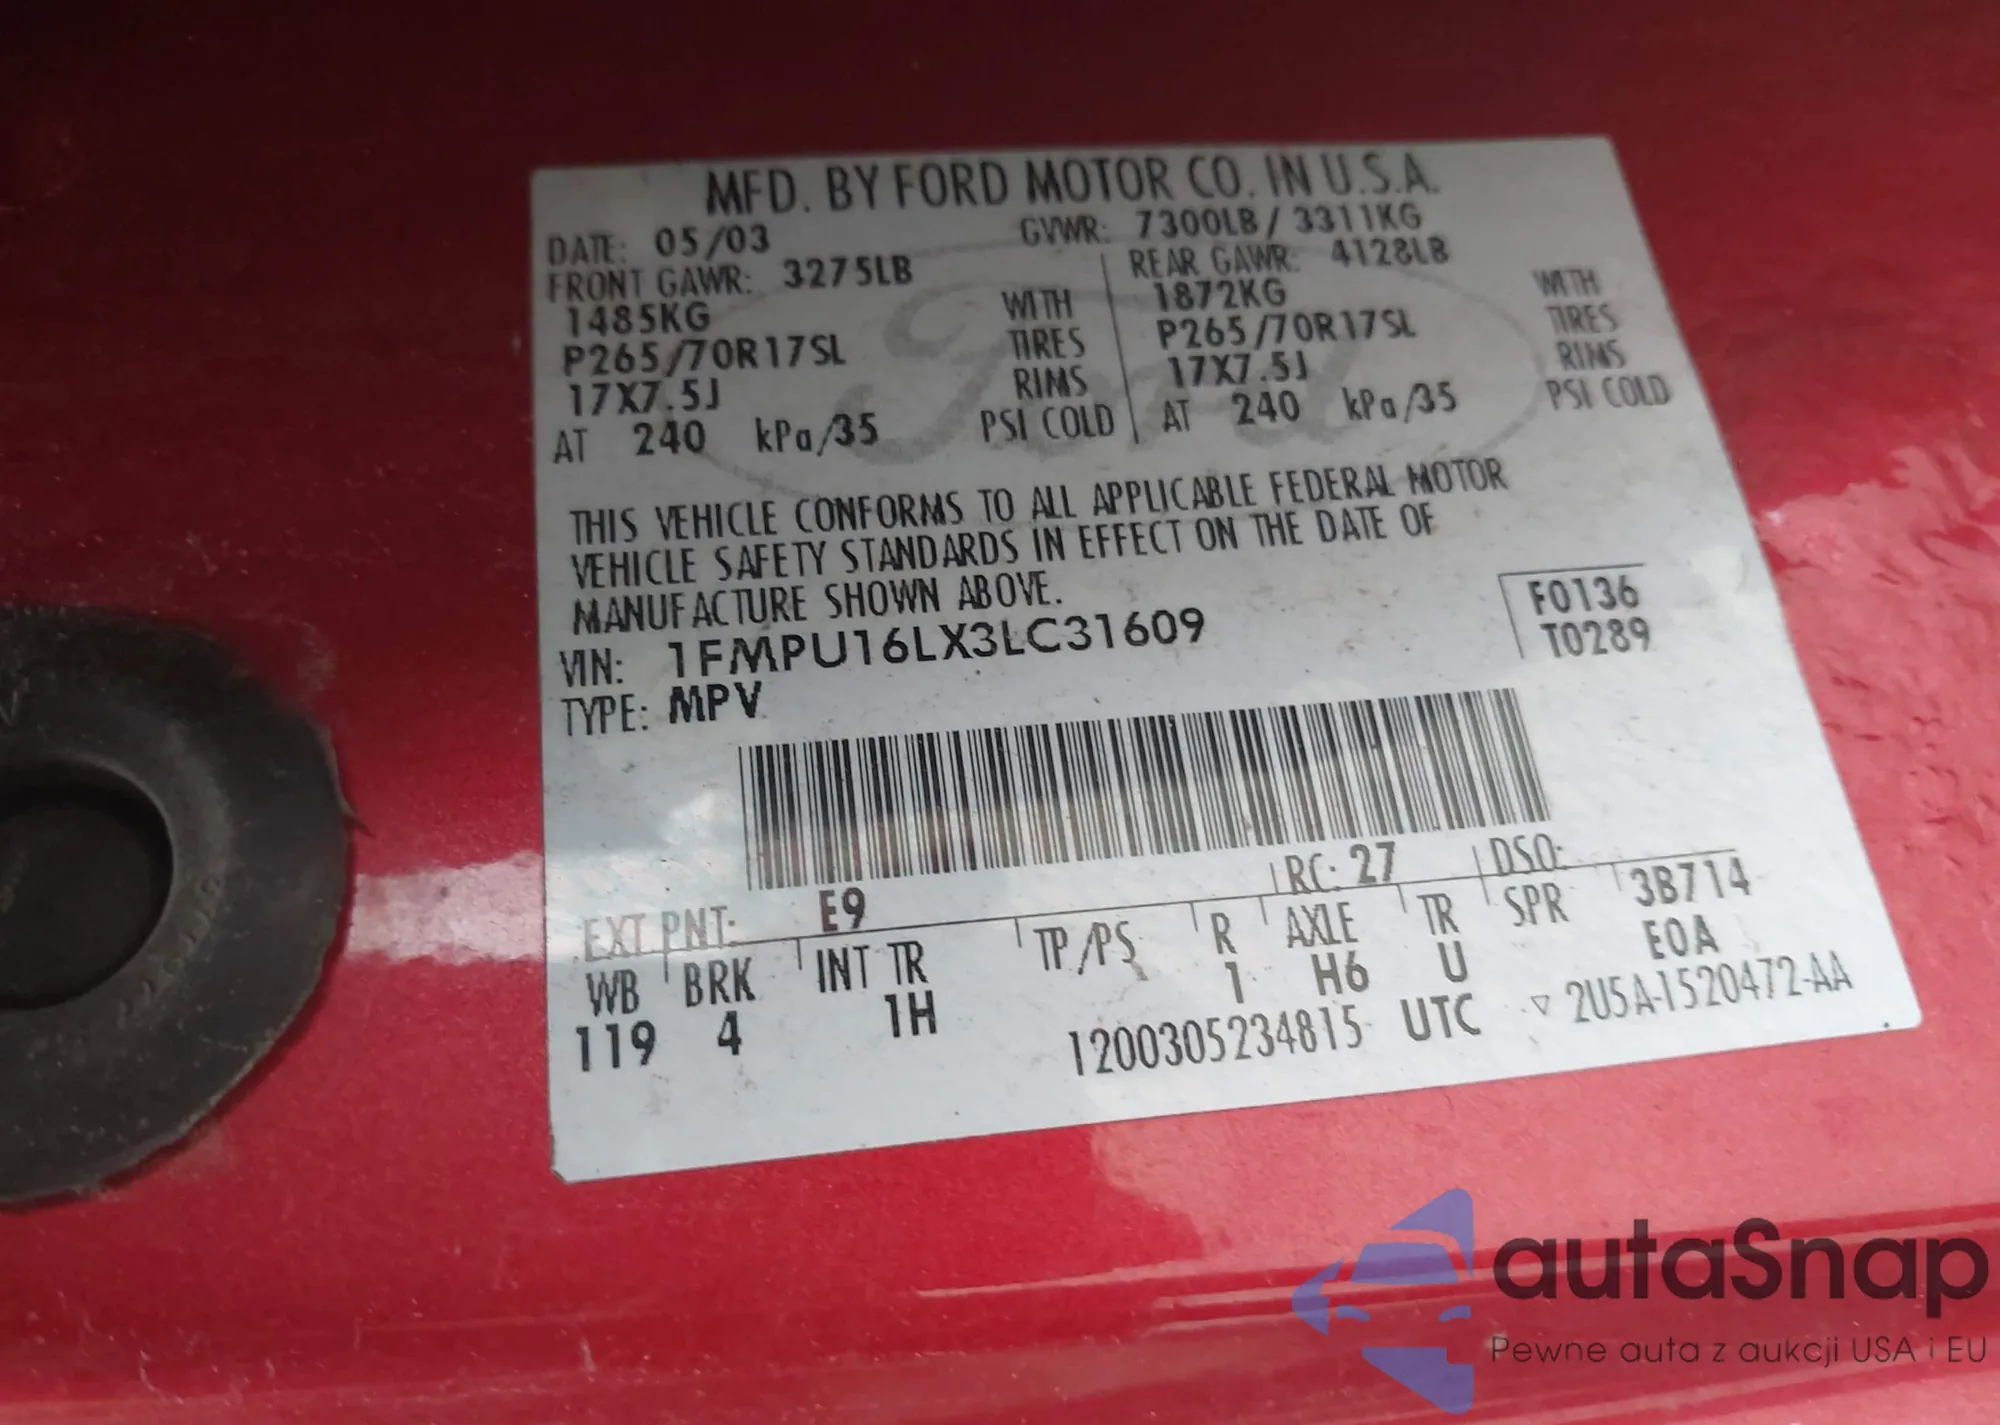 MFD. BY FORD MOTOR CO. IN U.S.A.
DATE: 05/03 GVWR: 7300LB / 3311KG
FRONT GAWR: 3275LB REAR GAWR: 4128LB
1485KG WITH 1872KG WITH
P265/70R17SL TIRES P265/70R17SL TIRES
17X7.5J RIMS 17X7.5J RIMS
AT 240 kPa/35 PSI COLD AT 240 kPa/35 PSI COLD
Ford
THIS VEHICLE CONFORMS TO ALL APPLICABLE FEDERAL MOTOR
VEHICLE SAFETY STANDARDS IN EFFECT ON THE DATE OF
MANUFACTURE SHOWN ABOVE.
F0136
VIN: 1FMPU16LX3LC31609 T0289
TYPE: MPV
EXT PNT: E9 RC: 27 DSO:
WB BRK INT TR TP/PS R AXLE TR SPR 3B714
119 4 1H 1 H6 U E0A
1200305234815 UTC ▽ 2U5A-1520472-AA
autaSnap
Pewne auta z aukcji USA i EU